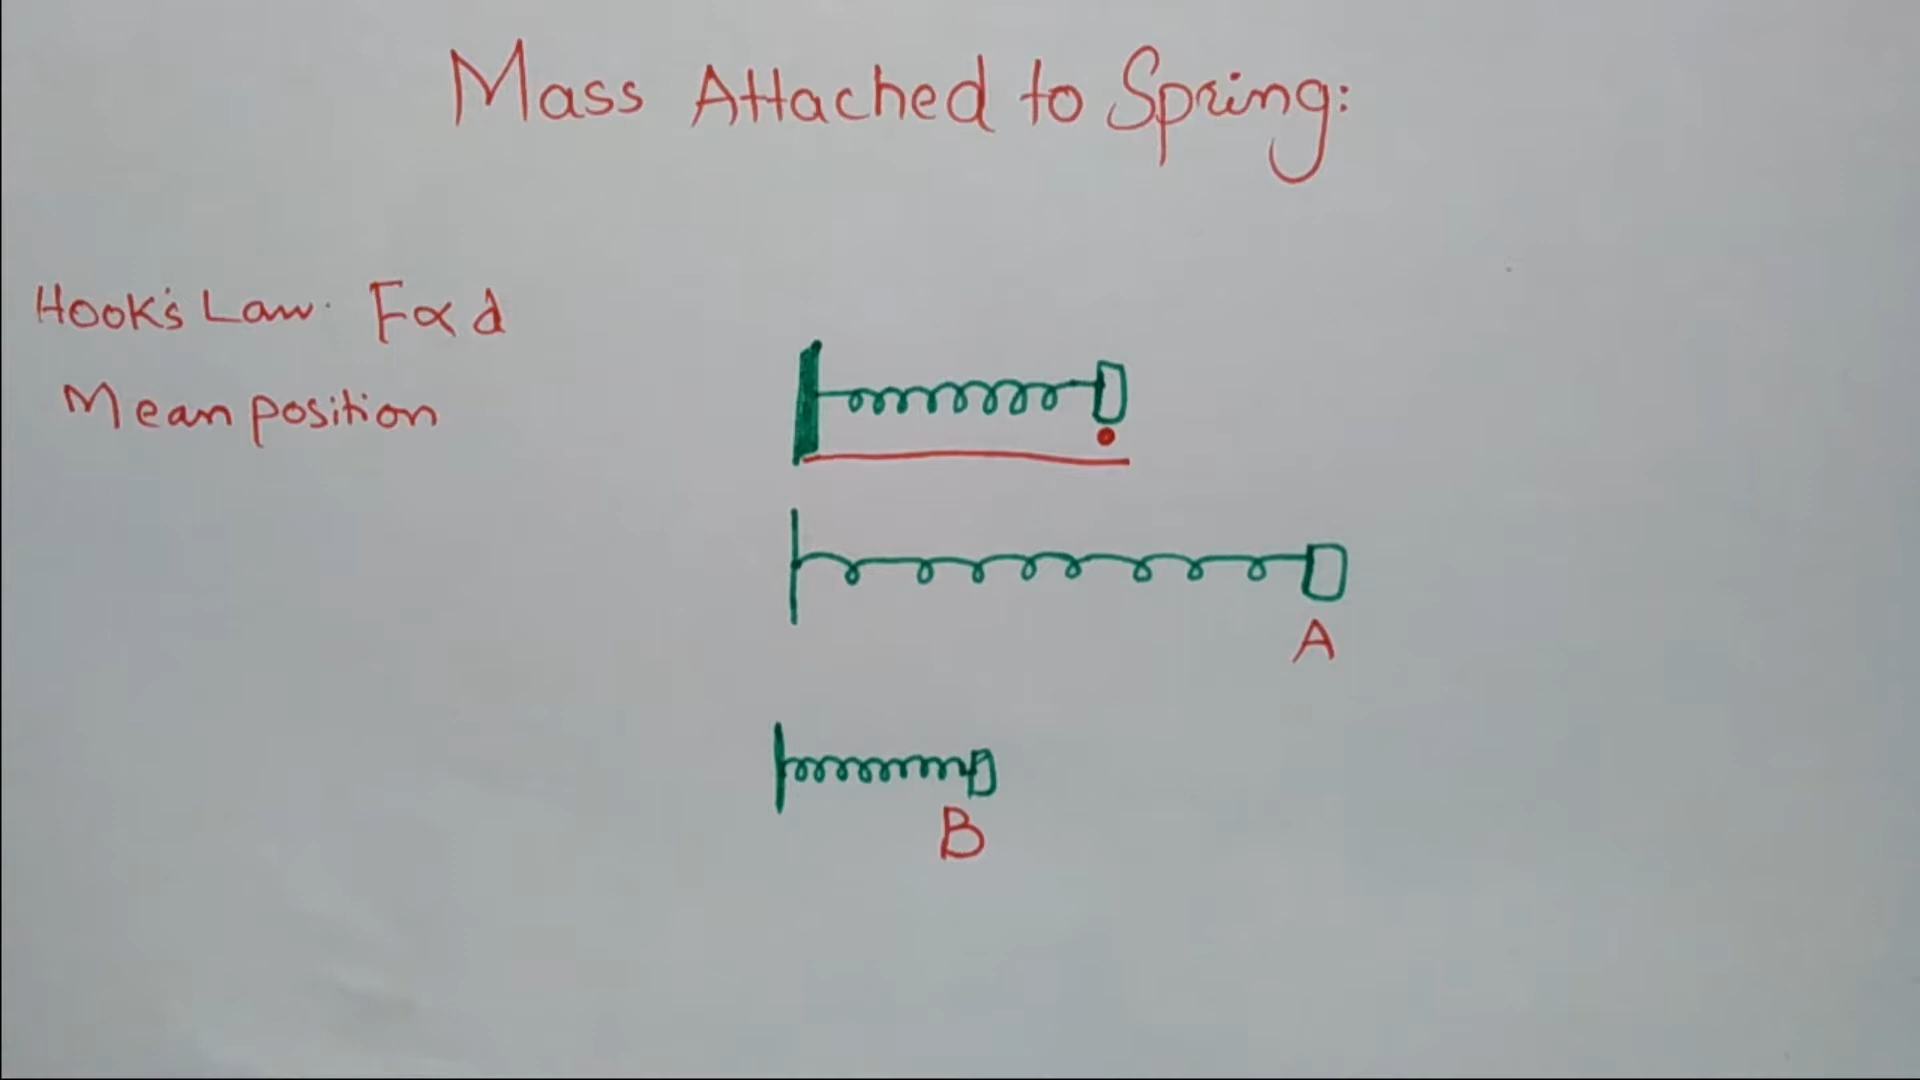 Mass Attached to Spring:
Hook's Law. F∝d
Mean position
A
B